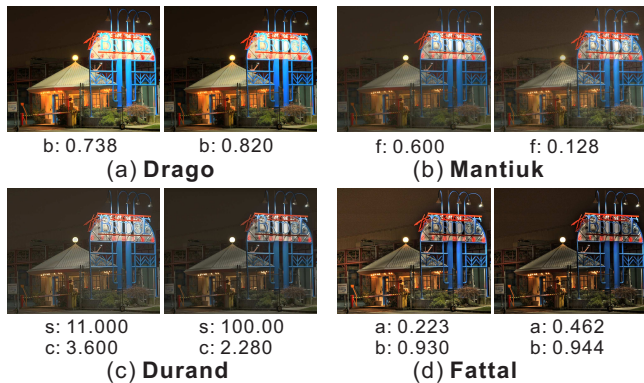 b: 0.738
b: 0.820
(a) Drago
f: 0.600
f: 0.128
(b) Mantiuk
s: 11.000
c: 3.600
s: 100.00
c: 2.280
(c) Durand
a: 0.223
b: 0.930
a: 0.462
b: 0.944
(d) Fattal